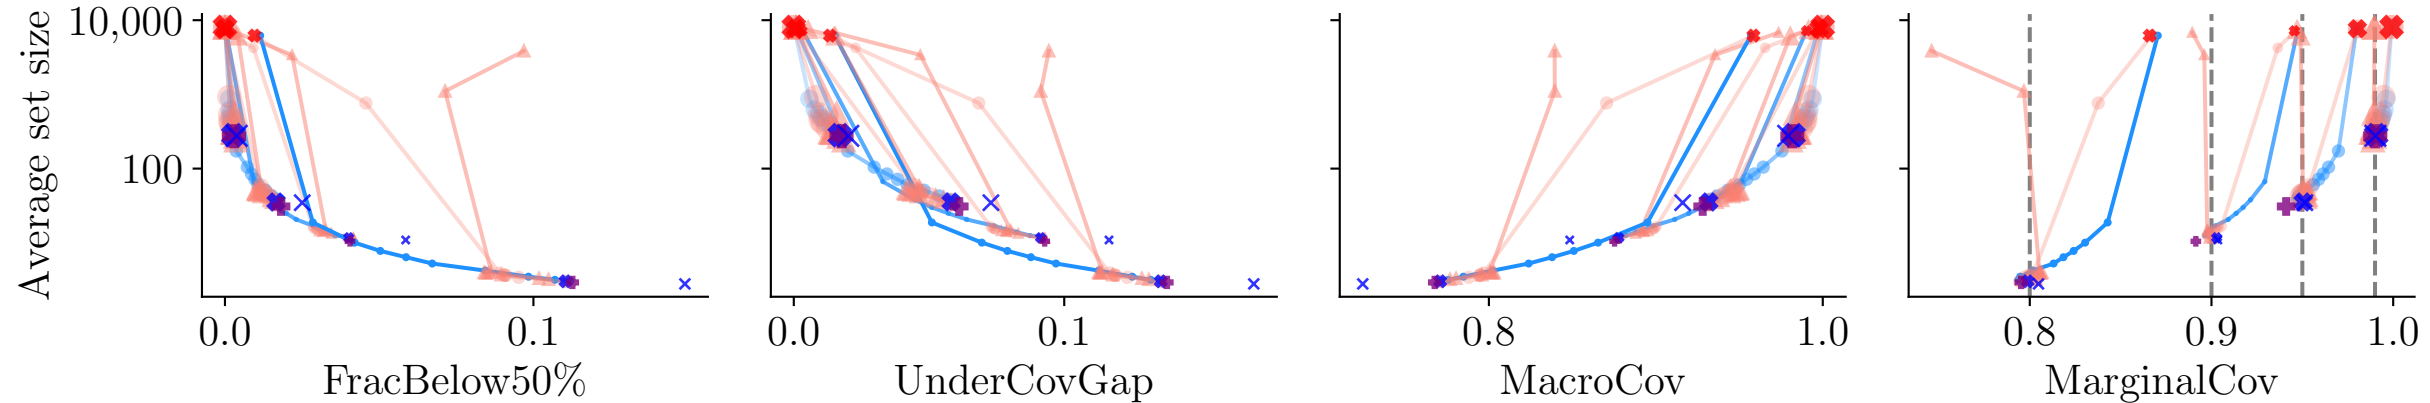 Average set size
10,000
100
0.0 0.1
FracBelow50%
0.0 0.1
UnderCovGap
0.8 1.0
MacroCov
0.8 0.9 1.0
MarginalCov